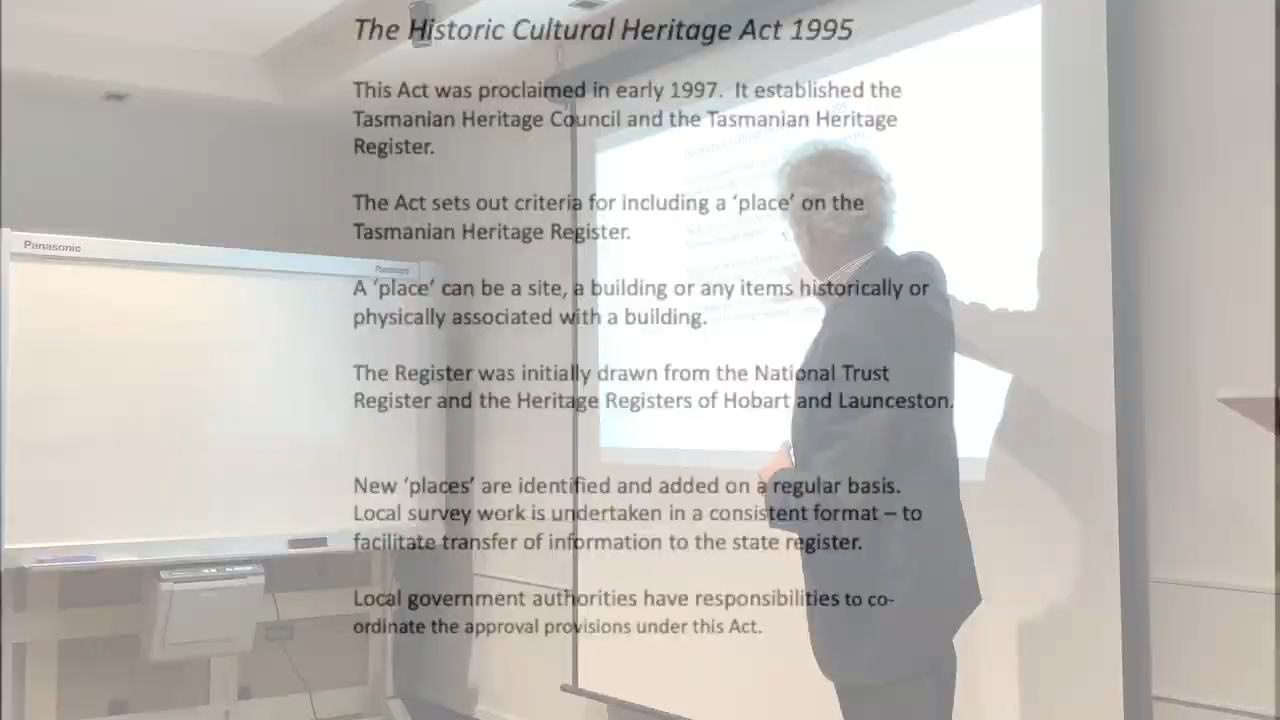 The Historic Cultural Heritage Act 1995
This Act was proclaimed in early 1997. It established the
Tasmanian Heritage Council and the Tasmanian Heritage
Register.
The Act sets out criteria for including a ‘place’ on the
Tasmanian Heritage Register.
A ‘place’ can be a site, a building or any items historically or
physically associated with a building.
The Register was initially drawn from the National Trust
Register and the Heritage Registers of Hobart and Launceston.
New ‘places’ are identified and added on a regular basis.
Local survey work is undertaken in a consistent format – to
facilitate transfer of information to the state register.
Local government authorities have responsibilities to co-
ordinate the approval provisions under this Act.
Panasonic
Panasonic